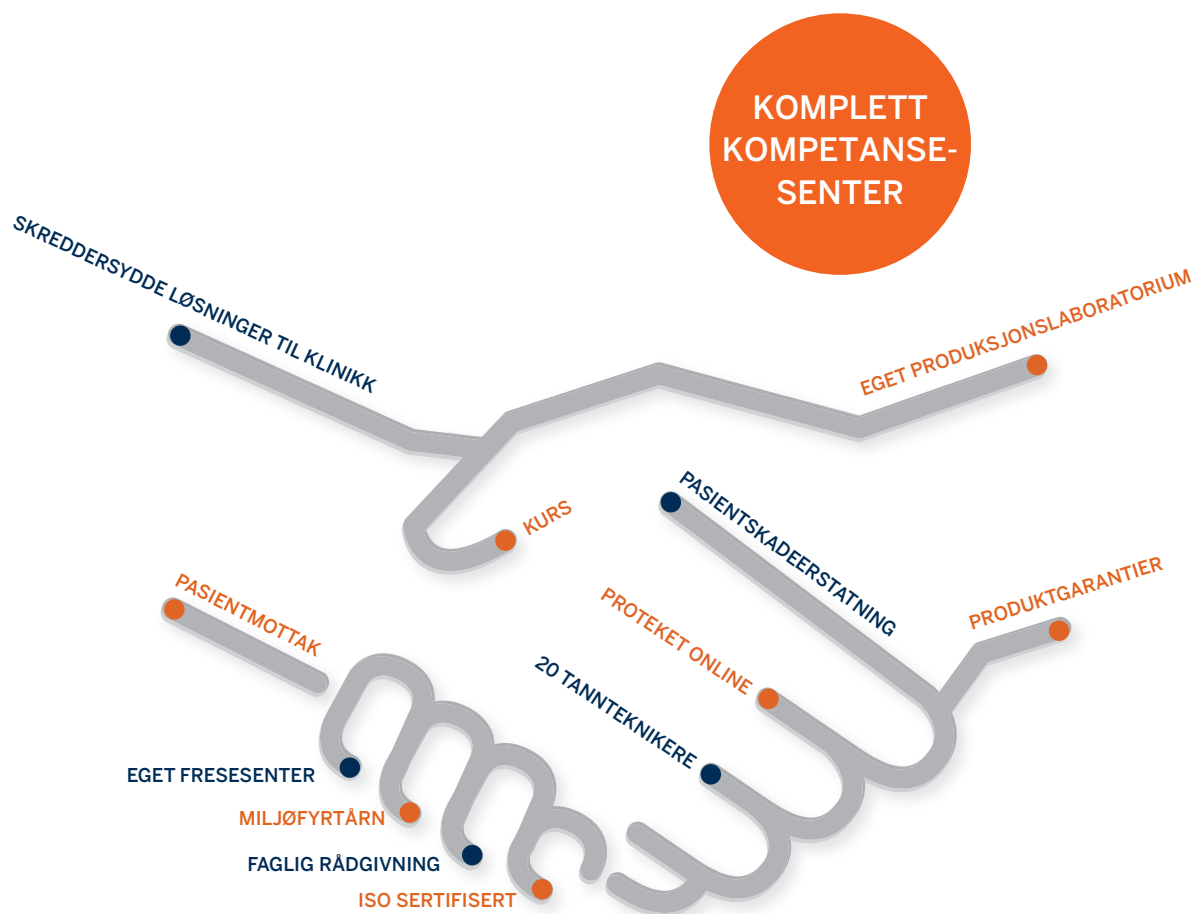 KOMPLETT
KOMPETANSE-
SENTER
SKREDDERSYDDE LØSNINGER TIL KLINIKK
EGET PRODUKSJONSLABORATORIUM
KURS
PASIENTSKADEERSTATNING
PRODUKTGARANTIER
PASIENTMOTTAK
PROTEKET ONLINE
20 TANNTEKNIKERE
EGET FRESESENTER
MILJØFYRTÅRN
FAGLIG RÅDGIVNING
ISO SERTIFISERT